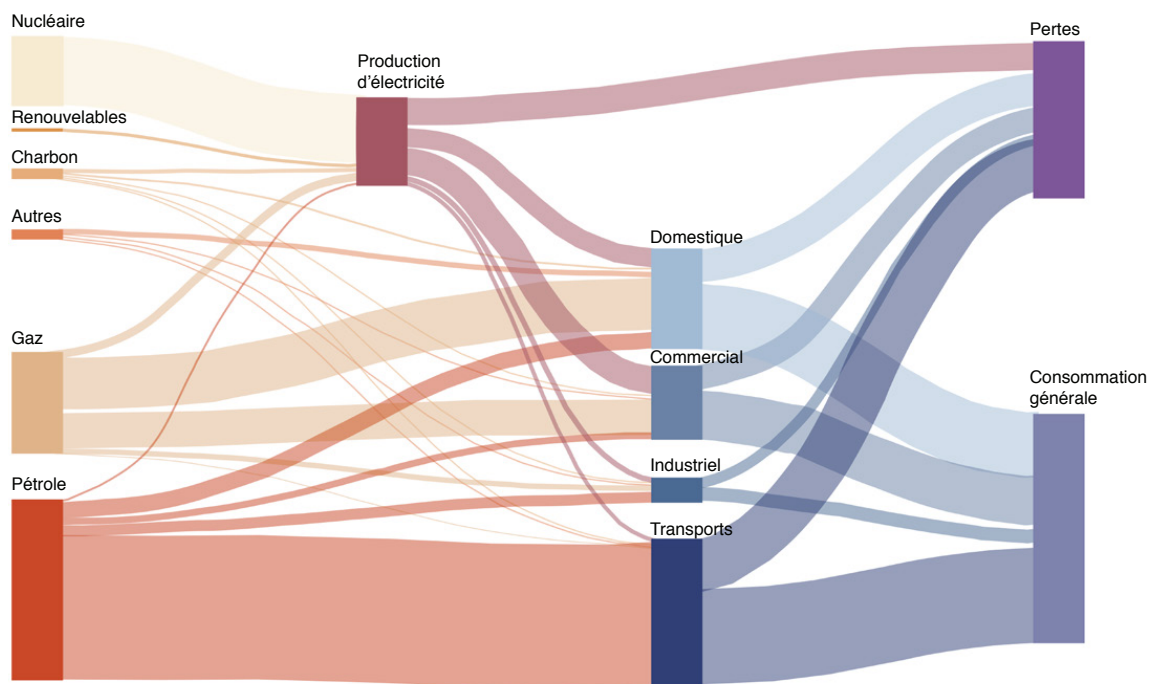 Nucléaire
Renouvelables
Charbon
Autres
Gaz
Pétrole
Production
d’électricité
Domestique
Commercial
Industriel
Transports
Pertes
Consommation
générale